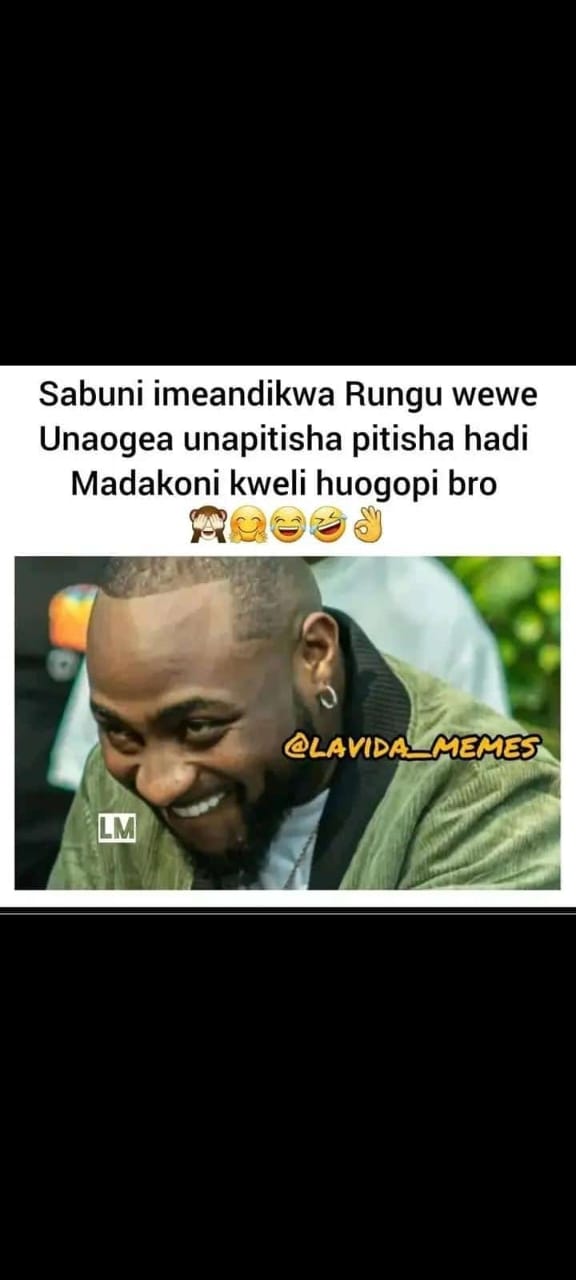 Sabuni imeandikwa Rungu wewe
Unaogea unapitisha pitisha hadi
Madakoni kweli huogopi bro
🙈🤗😂🤣👌
@LAVIDA_MEMES
LM